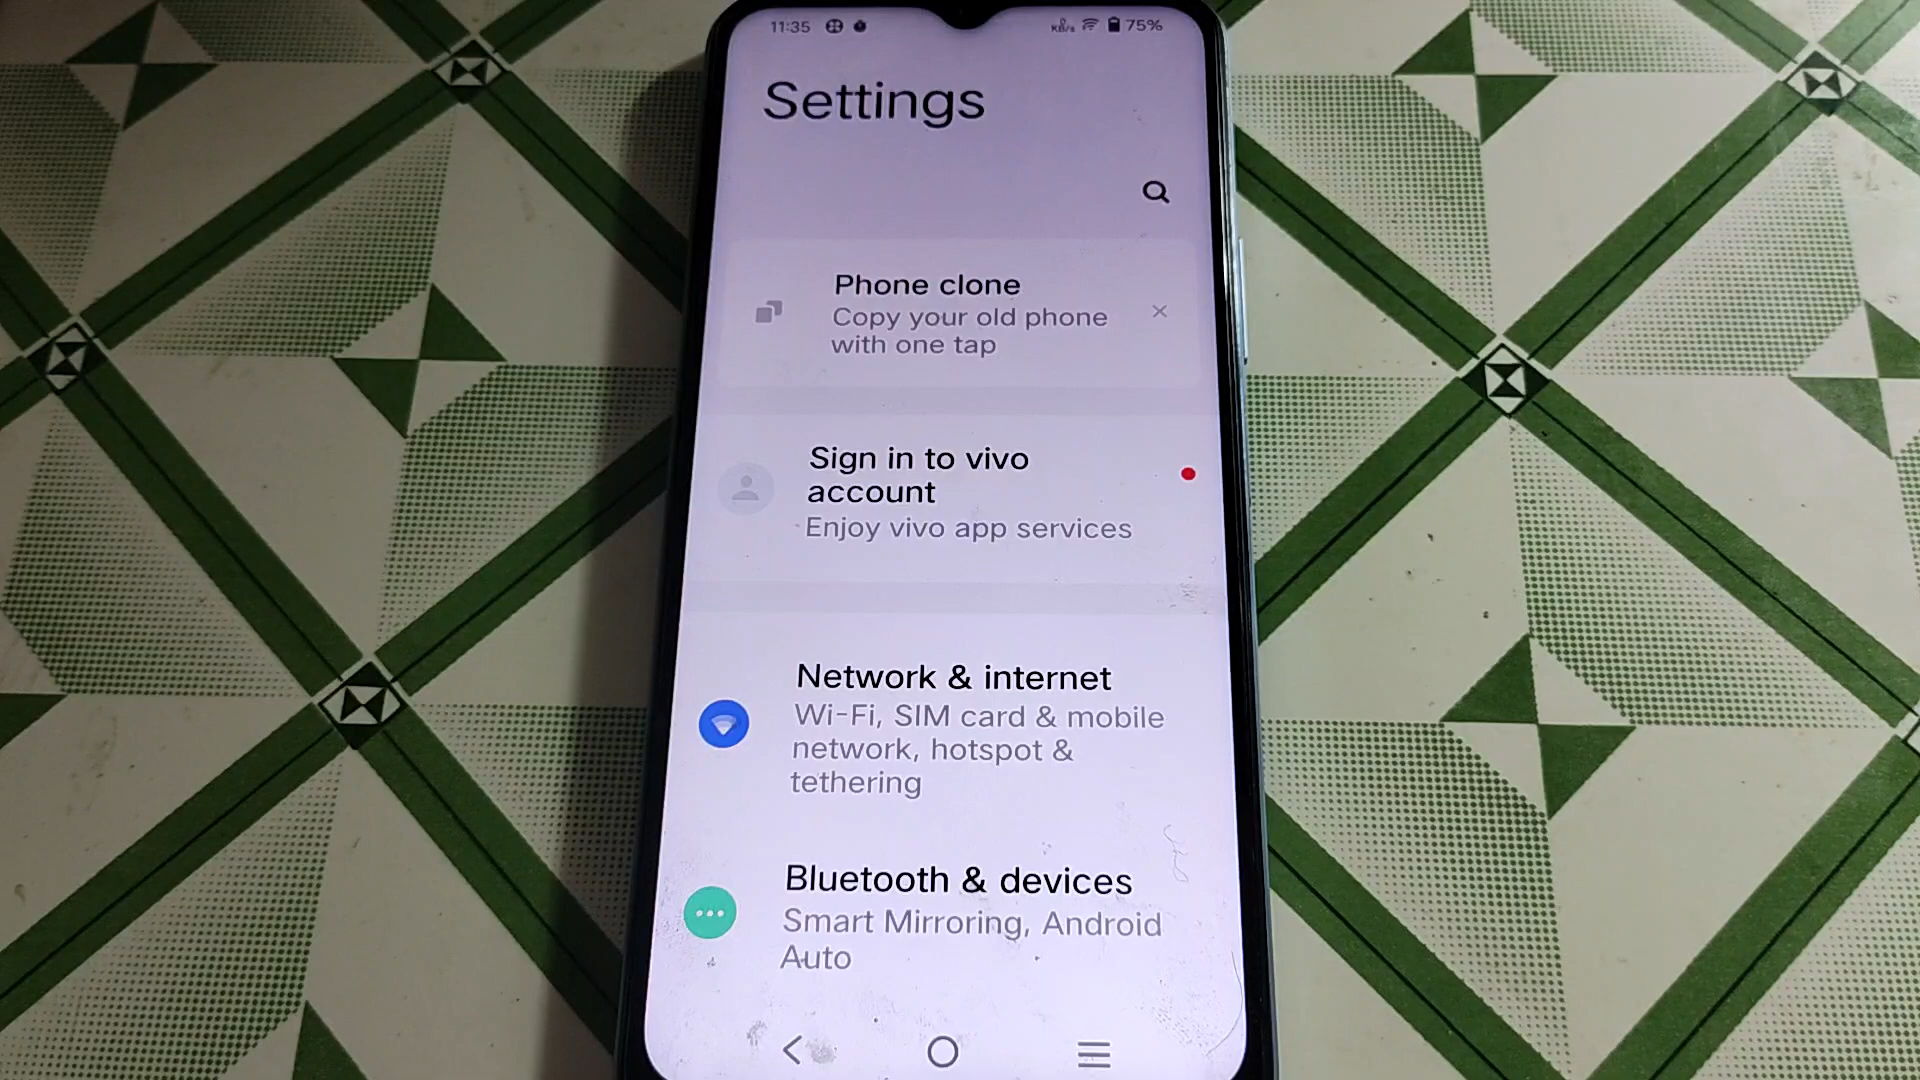 11:35
0 KB/s 75%
Settings
Phone clone
Copy your old phone
with one tap
Sign in to vivo
account
Enjoy vivo app services
Network & internet
Wi-Fi, SIM card & mobile
network, hotspot &
tethering
Bluetooth & devices
Smart Mirroring, Android
Auto